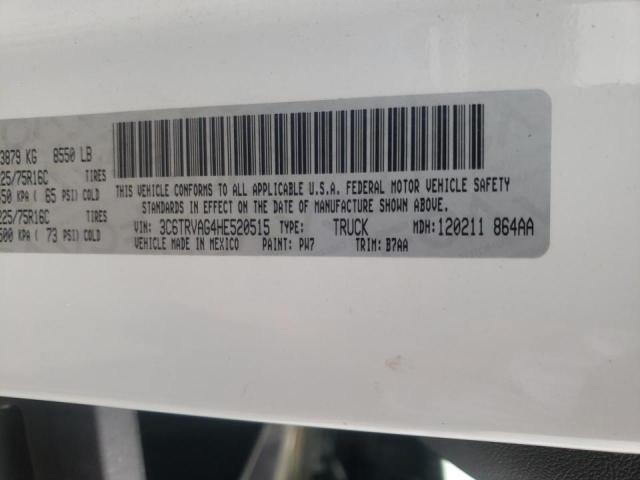 3879 KG 8550 LB
25/75R16C TIRES
50 KPA ( 65 PSI) COLD
25/75R16C TIRES
500 KPA ( 73 PSI) COLD
THIS VEHICLE CONFORMS TO ALL APPLICABLE U.S.A. FEDERAL MOTOR VEHICLE SAFETY
STANDARDS IN EFFECT ON THE DATE OF MANUFACTURE SHOWN ABOVE.
VIN: 3C6TRVAG4HE520515 TYPE: TRUCK MDH: 120211 864AA
VEHICLE MADE IN MEXICO PAINT: PW7 TRIM: B7AA